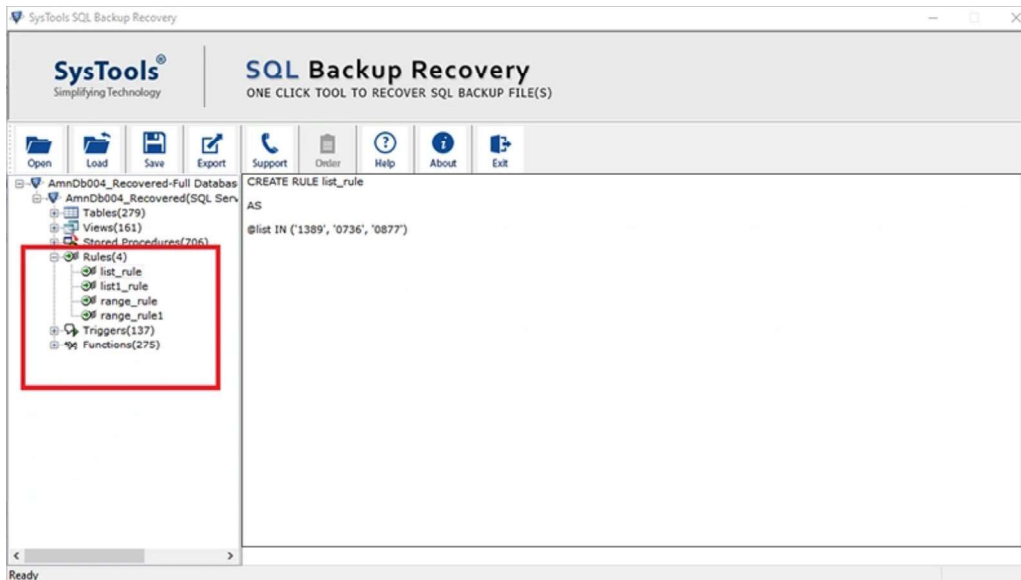 SysTools SQL Backup Recovery
SysTools®
Simplifying Technology
SQL Backup Recovery
ONE CLICK TOOL TO RECOVER SQL BACKUP FILE(S)
Open Load Save Export Support Order Help About Exit
AmnDb004_Recovered-Full Databas
AmnDb004_Recovered(SQL Serv
Tables(279)
Views(161)
Stored Procedures(706)
Rules(4)
list_rule
list1_rule
range_rule
range_rule1
Triggers(137)
Functions(275)
CREATE RULE list_rule
AS
@list IN ('1389', '0736', '0877')
Ready